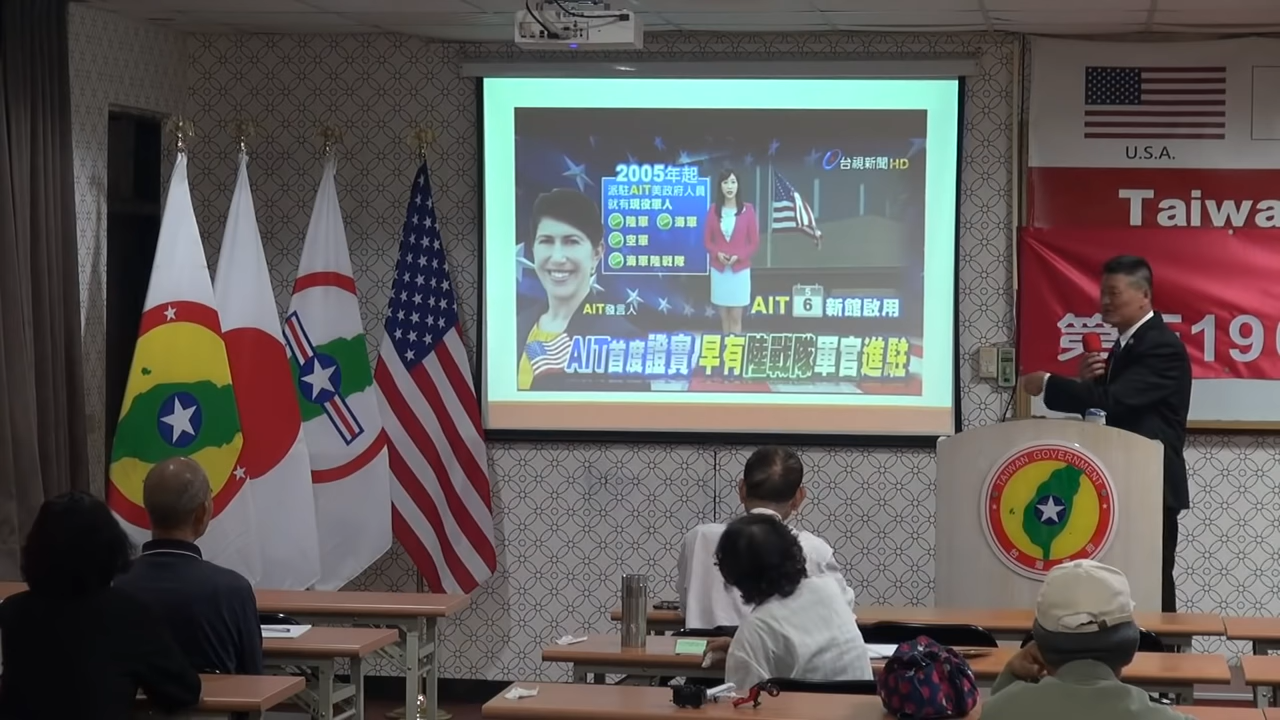 2005年起
派駐AIT美政府人員
就有現役軍人
陸軍 海軍
空軍
海軍陸戰隊
台視新聞HD
AIT發言人
AIT 6 新館啟用
AIT首度證實!早有陸戰隊軍官進駐
U.S.A.
Taiwa
190
TAIWAN GOVERNMENT